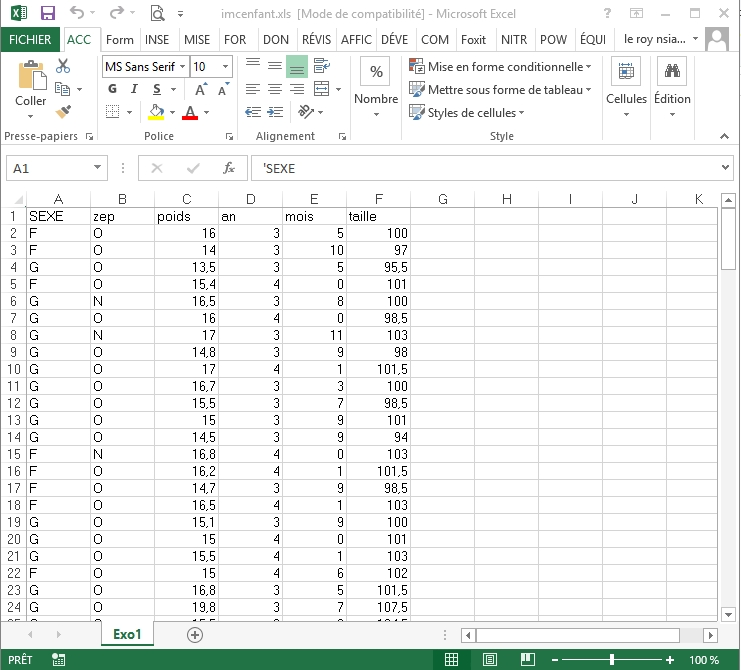 imcenfant.xls [Mode de compatibilité] - Microsoft Excel
FICHIER ACC Form INSE MISE FOR DON RÉVIS AFFIC DÉVE COM Foxit NITR POW ÉQUI le roy nsia...
MS Sans Serif 10 % Mise en forme conditionnelle
Coller G I S A A Nombre Mettre sous forme de tableau Cellules Édition
A Styles de cellules
Presse-papiers Police Alignement Style
A1 fx 'SEXE
A B C D E F G H I J K
1 SEXE zep poids an mois taille
2 F O 16 3 5 100
3 F O 14 3 10 97
4 G O 13,5 3 5 95,5
5 F O 15,4 4 0 101
6 G N 16,5 3 8 100
7 G O 16 4 0 98,5
8 G N 17 3 11 103
9 G O 14,8 3 9 98
10 G O 17 4 1 101,5
11 G O 16,7 3 3 100
12 G O 15,5 3 7 98,5
13 G O 15 3 9 101
14 G O 14,5 3 9 94
15 F N 16,8 4 0 103
16 F O 16,2 4 1 101,5
17 F O 14,7 3 9 98,5
18 F O 16,5 4 1 103
19 G O 15,1 3 9 100
20 G O 15 4 0 101
21 G O 15,5 4 1 103
22 F O 15 4 6 102
23 G O 16,8 3 5 101,5
24 G O 19,8 3 7 107,5
Exo1
PRÊT 100 %